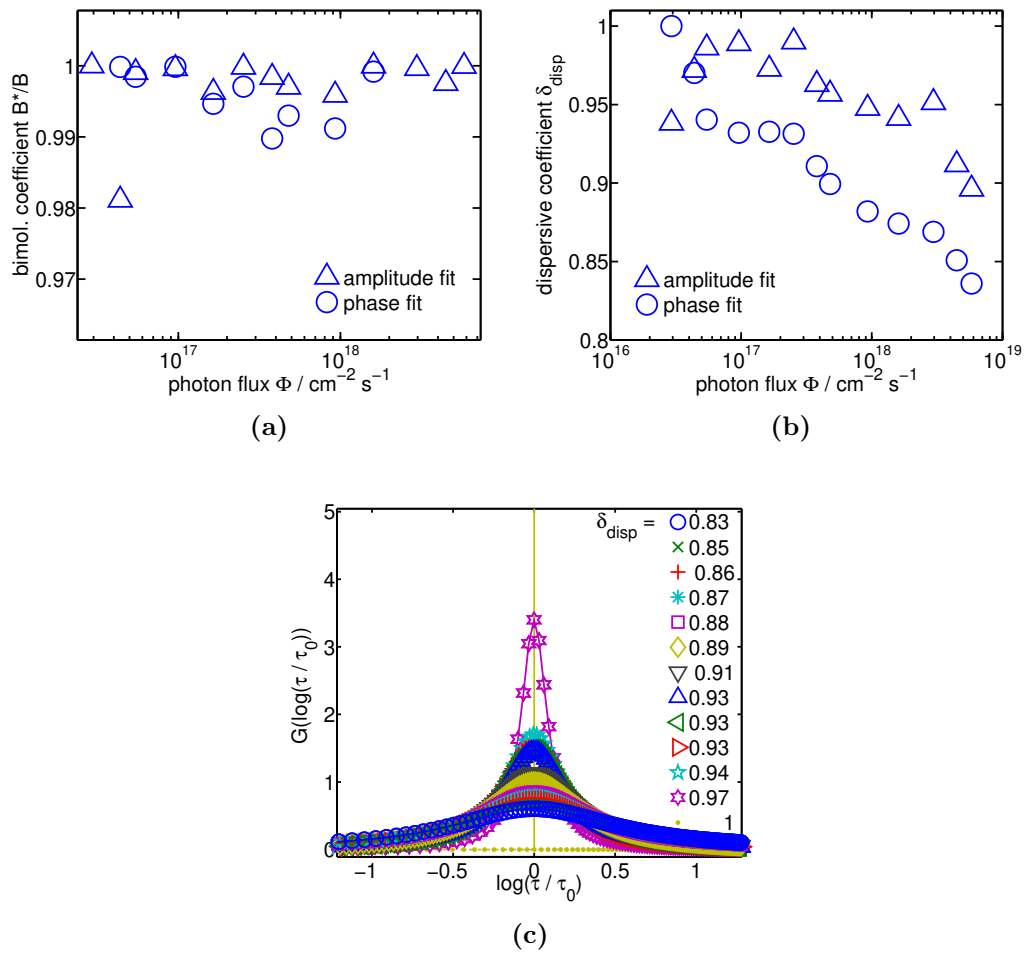 1
0.99
0.98
0.97
bimol. coefficient B*/B
amplitude fit
phase fit
10^17
10^18
photon flux Φ / cm^−2 s^−1
(a)
1
0.95
0.9
0.85
0.8
dispersive coefficient δ_disp
amplitude fit
phase fit
10^16
10^17
10^18
10^19
photon flux Φ / cm^−2 s^−1
(b)
5
4
3
2
1
0
G(log(τ / τ_0))
δ_disp =
0.83
0.85
0.86
0.87
0.88
0.89
0.91
0.93
0.93
0.93
0.94
0.97
1
−1
−0.5
0
0.5
1
log(τ / τ_0)
(c)